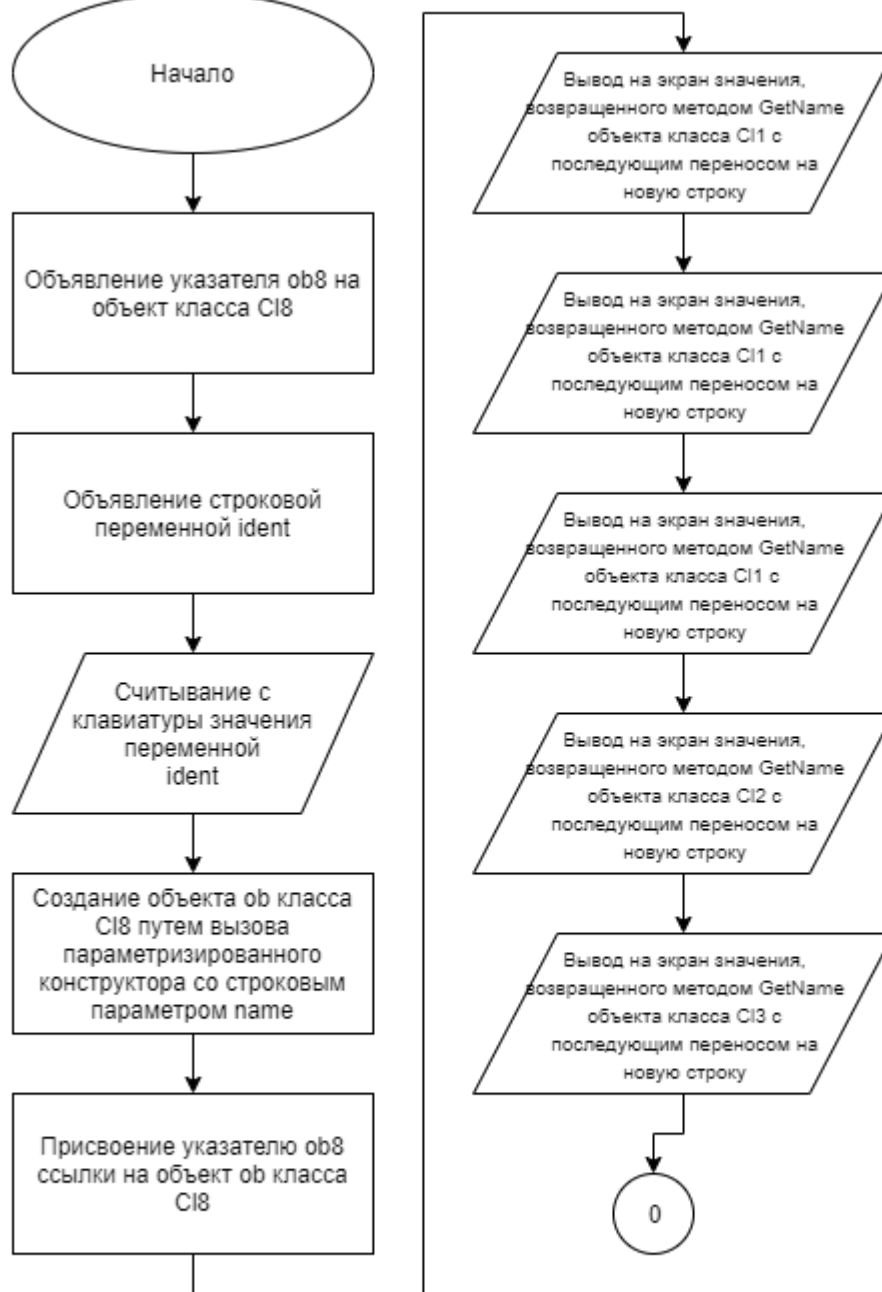 Начало
Объявление указателя ob8 на
объект класса Cl8
Объявление строковой
переменной ident
Считывание с
клавиатуры значения
переменной
ident
Создание объекта ob класса
Cl8 путем вызова
параметризированного
конструктора со строковым
параметром name
Присвоение указателю ob8
ссылки на объект ob класса
Cl8
Вывод на экран значения,
возвращенного методом GetName
объекта класса Cl1 с
последующим переносом на
новую строку
Вывод на экран значения,
возвращенного методом GetName
объекта класса Cl1 с
последующим переносом на
новую строку
Вывод на экран значения,
возвращенного методом GetName
объекта класса Cl1 с
последующим переносом на
новую строку
Вывод на экран значения,
возвращенного методом GetName
объекта класса Cl2 с
последующим переносом на
новую строку
Вывод на экран значения,
возвращенного методом GetName
объекта класса Cl3 с
последующим переносом на
новую строку
0